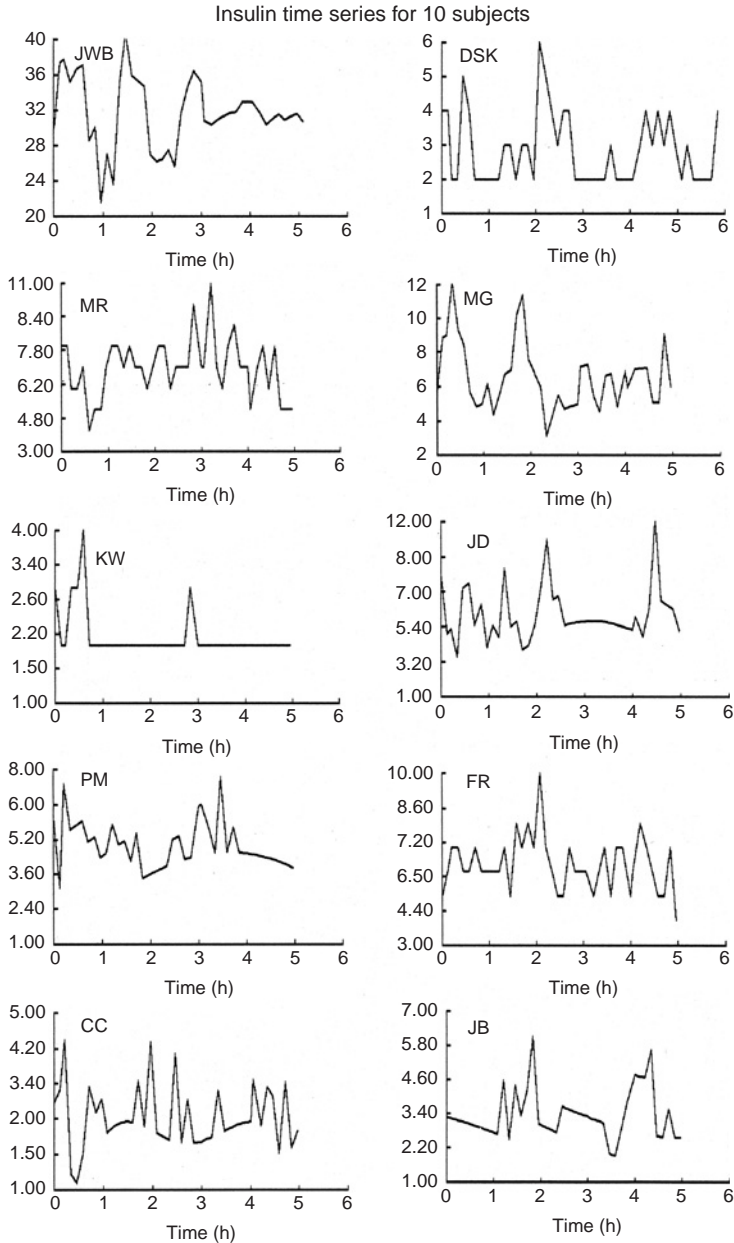 Insulin time series for 10 subjects
JWB
40
36
32
28
24
20
0 1 2 3 4 5 6
Time (h)
DSK
6
5
4
3
2
1
0 1 2 3 4 5 6
Time (h)
MR
11.00
8.40
7.80
6.20
4.80
3.00
0 1 2 3 4 5 6
Time (h)
MG
12
10
8
6
4
2
0 1 2 3 4 5 6
Time (h)
KW
4.00
3.40
2.60
2.20
1.50
1.00
0 1 2 3 4 5 6
Time (h)
JD
12.00
8.00
7.00
5.40
3.20
1.00
0 1 2 3 4 5 6
Time (h)
PM
8.00
6.00
5.20
3.60
2.40
1.00
0 1 2 3 4 5 6
Time (h)
FR
10.00
8.60
7.20
6.50
4.40
3.00
0 1 2 3 4 5 6
Time (h)
CC
5.00
4.20
3.40
2.00
1.50
1.00
0 1 2 3 4 5 6
Time (h)
JB
7.00
5.80
4.60
3.40
2.20
1.00
0 1 2 3 4 5 6
Time (h)